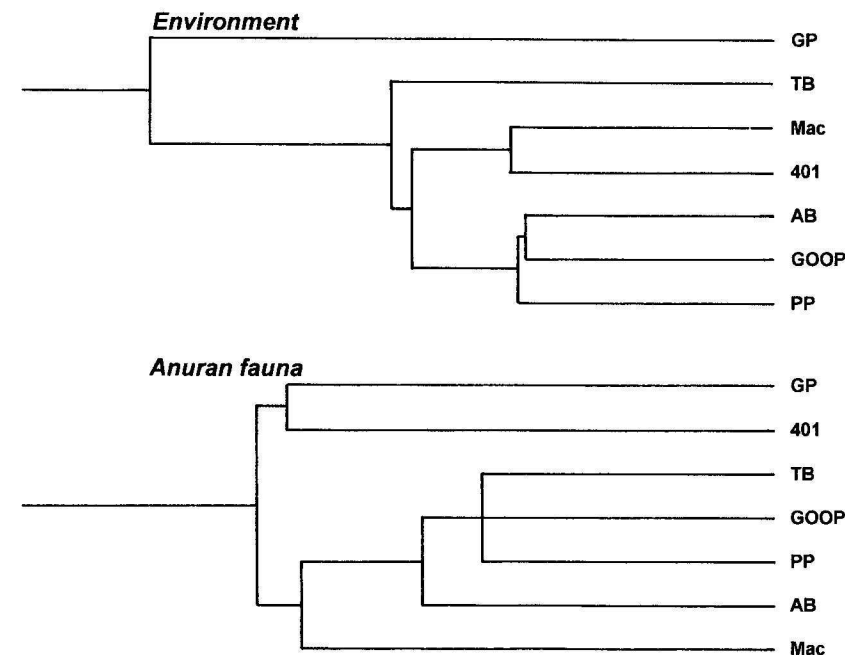 Environment
GP
TB
Mac
401
AB
GOOP
PP
Anuran fauna
GP
401
TB
GOOP
PP
AB
Mac